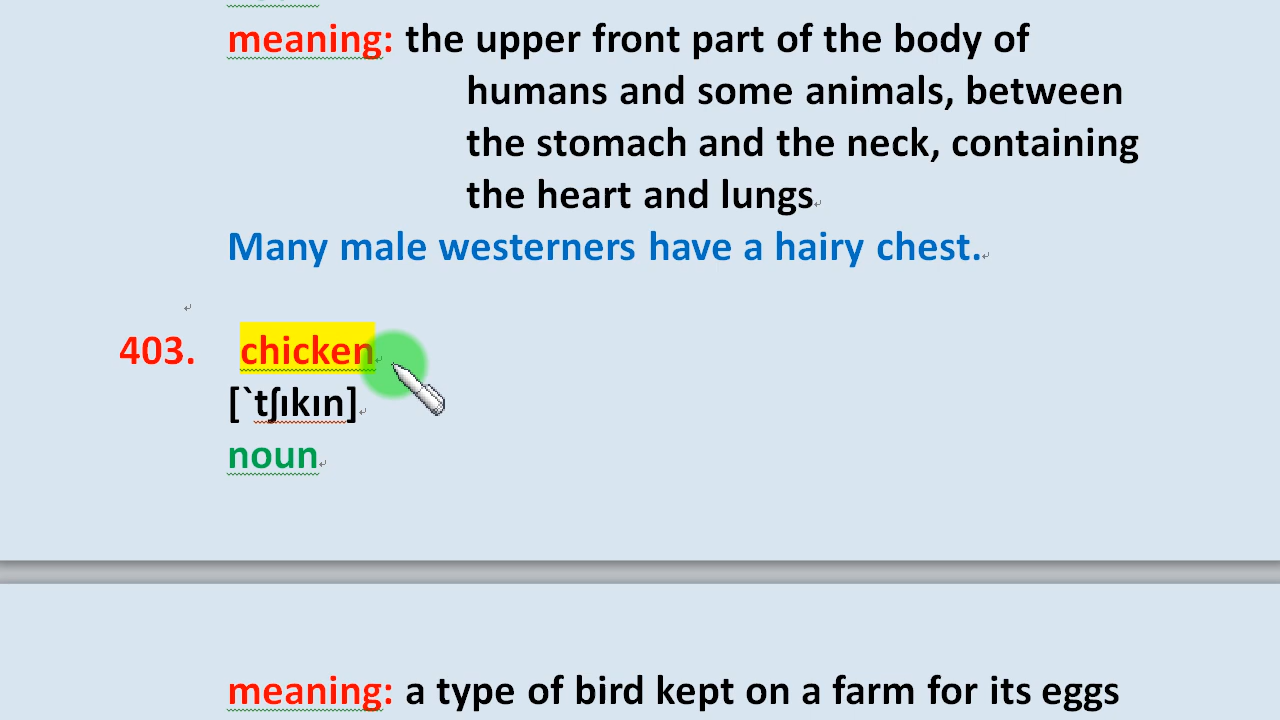 meaning: the upper front part of the body of
humans and some animals, between
the stomach and the neck, containing
the heart and lungs
Many male westerners have a hairy chest.
403. chicken
[`tʃıkın]
noun
meaning: a type of bird kept on a farm for its eggs